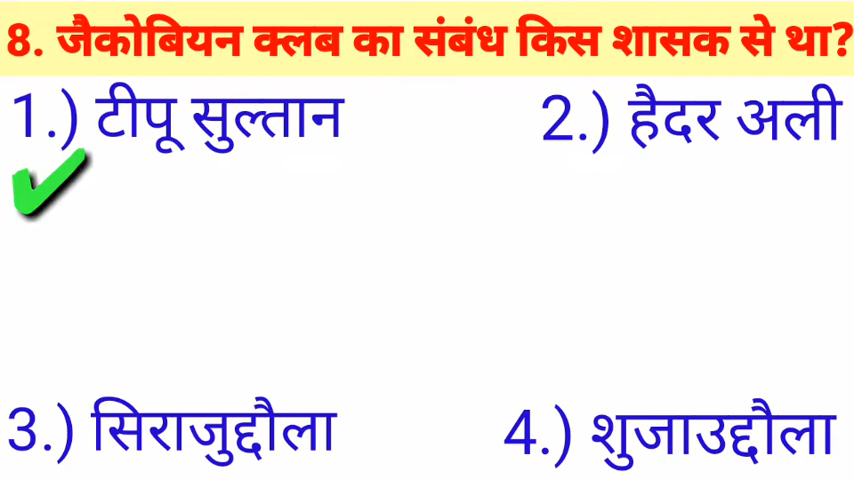 8. जैकोबियन क्लब का संबंध किस शासक से था?
1.) टीपू सुल्तान 2.) हैदर अली
3.) सिराजुद्दौला 4.) शुजाउद्दौला